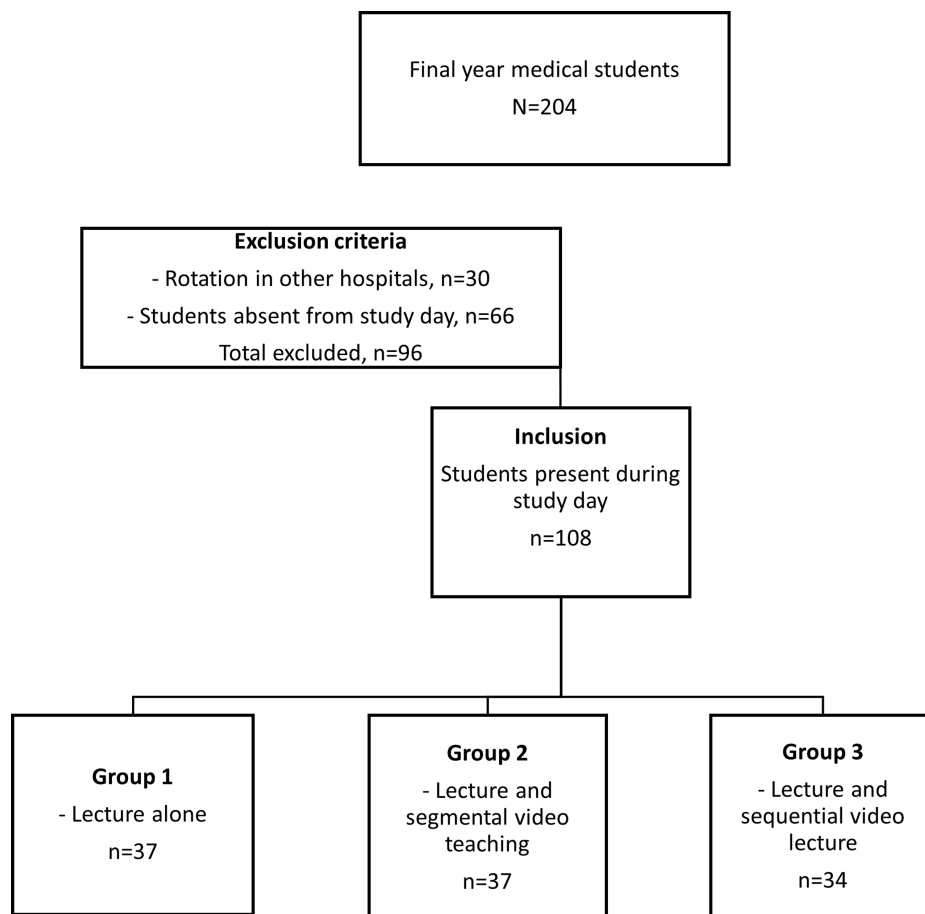 Final year medical students
N=204
Exclusion criteria
- Rotation in other hospitals, n=30
- Students absent from study day, n=66
Total excluded, n=96
Inclusion
Students present during
study day
n=108
Group 1
- Lecture alone
n=37
Group 2
- Lecture and
segmental video
teaching
n=37
Group 3
- Lecture and
sequential video
lecture
n=34